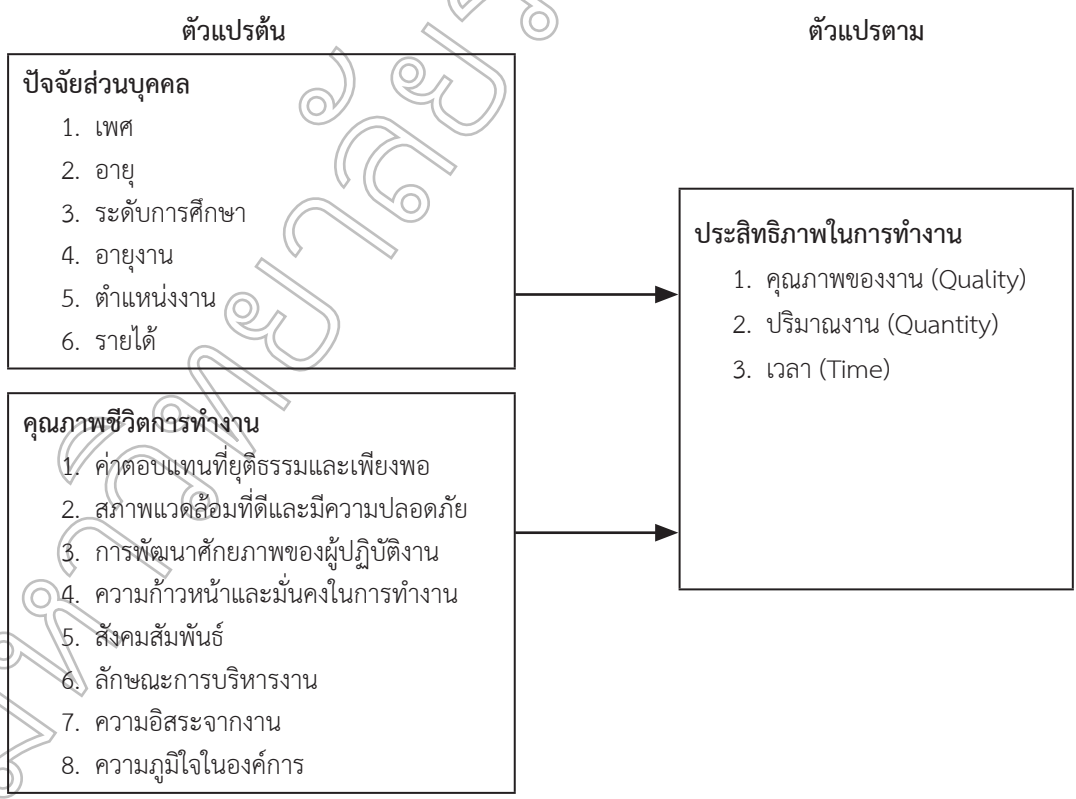 ตัวแปรต้น
ปัจจัยส่วนบุคคล
1. เพศ
2. อายุ
3. ระดับการศึกษา
4. อายุงาน
5. ตำแหน่งงาน
6. รายได้
คุณภาพชีวิตการทำงาน
1. ค่าตอบแทนที่ยุติธรรมและเพียงพอ
2. สภาพแวดล้อมที่ดีและมีความปลอดภัย
3. การพัฒนาศักยภาพของผู้ปฏิบัติงาน
4. ความก้าวหน้าและมั่นคงในการทำงาน
5. สังคมสัมพันธ์
6. ลักษณะการบริหารงาน
7. ความอิสระจากงาน
8. ความภูมิใจในองค์การ
ตัวแปรตาม
ประสิทธิภาพในการทำงาน
1. คุณภาพของงาน (Quality)
2. ปริมาณงาน (Quantity)
3. เวลา (Time)